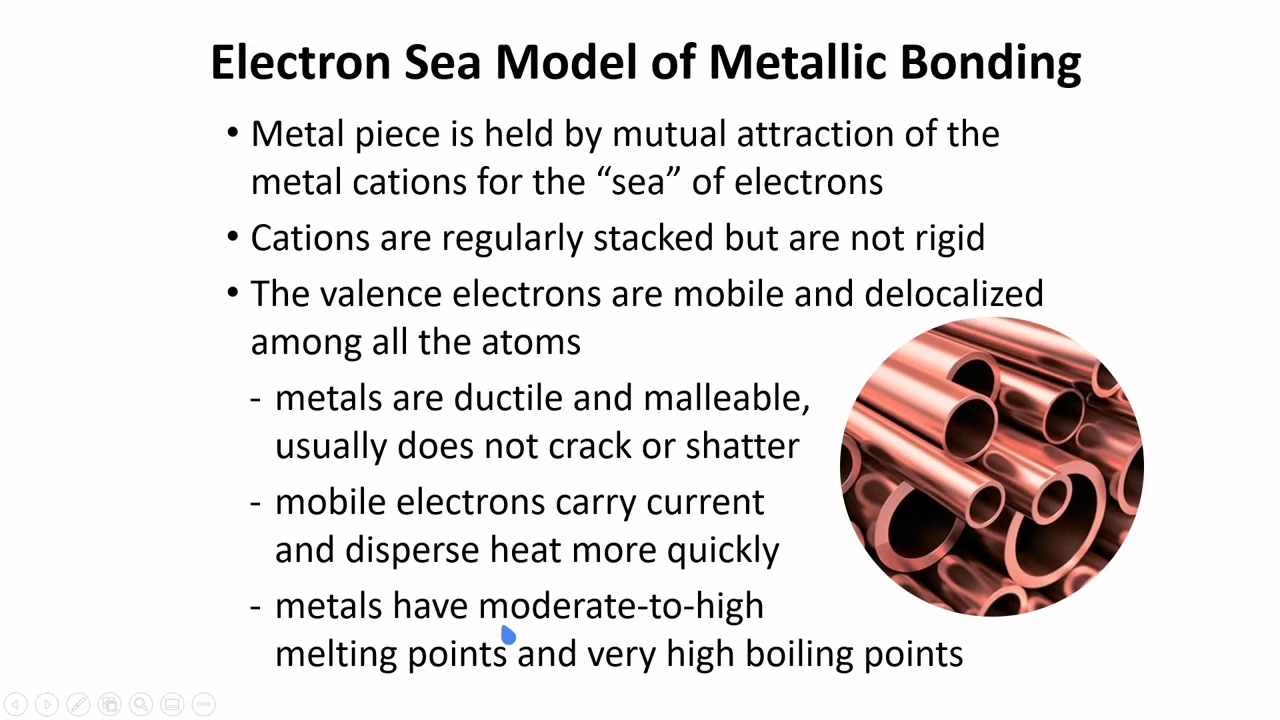 Electron Sea Model of Metallic Bonding
• Metal piece is held by mutual attraction of the
metal cations for the “sea” of electrons
• Cations are regularly stacked but are not rigid
• The valence electrons are mobile and delocalized
among all the atoms
- metals are ductile and malleable,
usually does not crack or shatter
- mobile electrons carry current
and disperse heat more quickly
- metals have moderate-to-high
melting points and very high boiling points